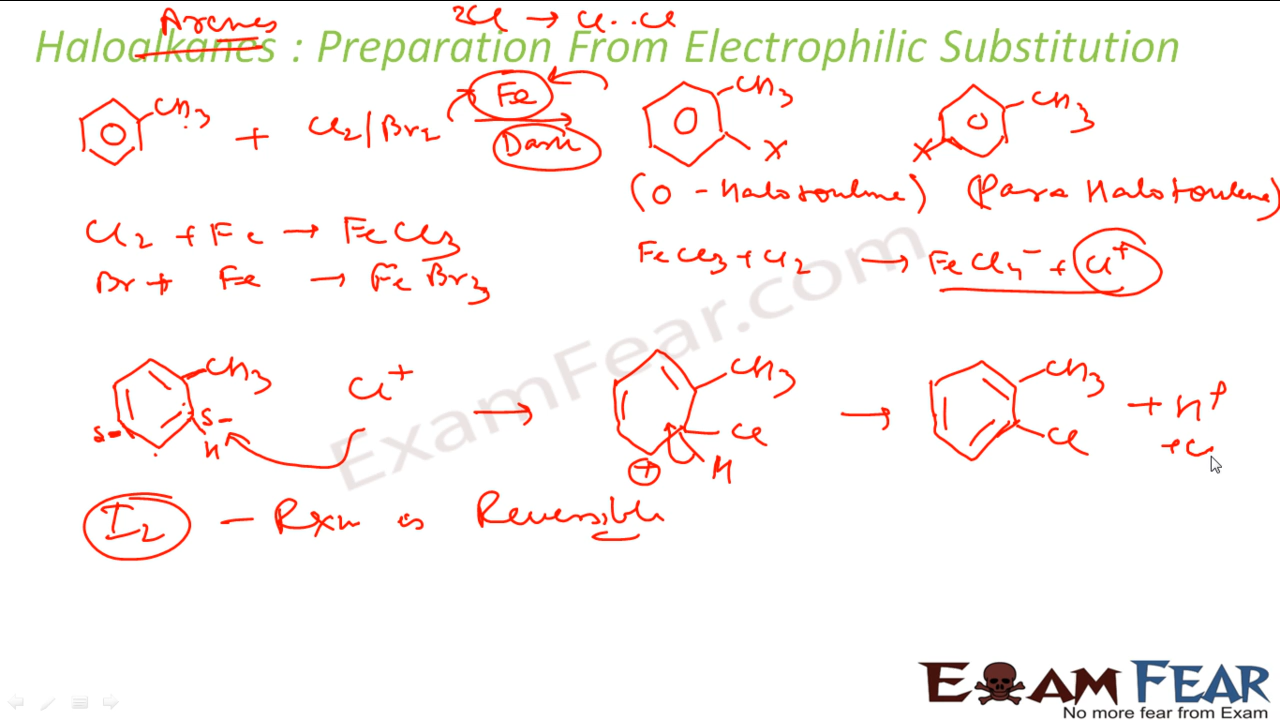 Arenes 2Cl → Cl··Cl
Haloalkanes : Preparation From Electrophilic Substitution
CH3 + Cl2/Br2 Fe Dark CH3 X CH3 X
(O - Halotoulene) (Para Halotoulene)
Cl2 + Fe → FeCl3 FeCl3 + Cl2 → FeCl4⁻ + Cl⁺
Br + Fe → FeBr3
CH3 Cl⁺ → CH3 → CH3 + H⁺
δ- δ- H Cl + H Cl + Cl
I2 - Rxn is Reversible
ExamFear.com
EXAM FEAR
No more fear from Exam